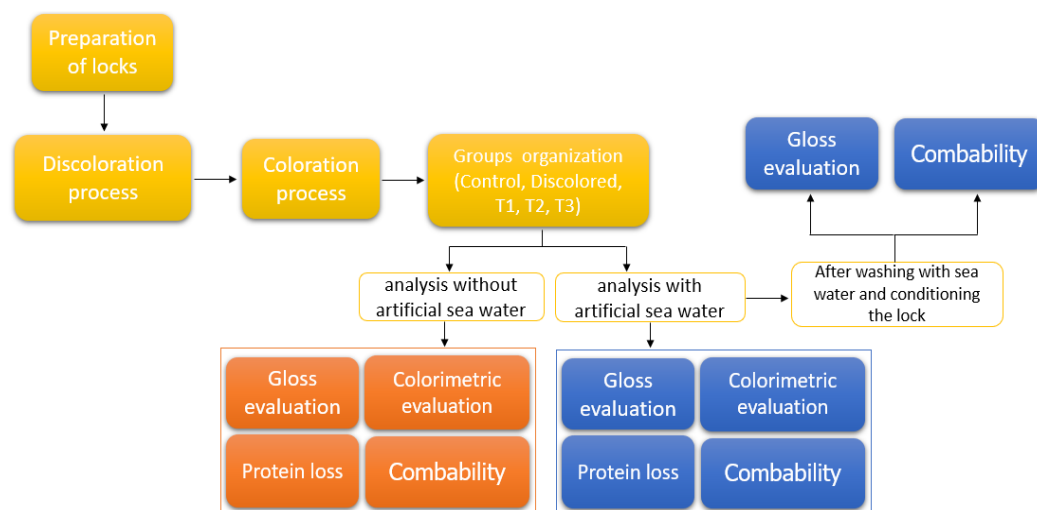 Preparation
of locks
Discoloration
process
Coloration
process
Groups organization
(Control, Discolored,
T1, T2, T3)
Gloss
evaluation
Combability
analysis without
artificial sea water
analysis with
artificial sea water
After washing with sea
water and conditioning
the lock
Gloss
evaluation
Colorimetric
evaluation
Protein loss
Combability
Gloss
evaluation
Colorimetric
evaluation
Protein loss
Combability